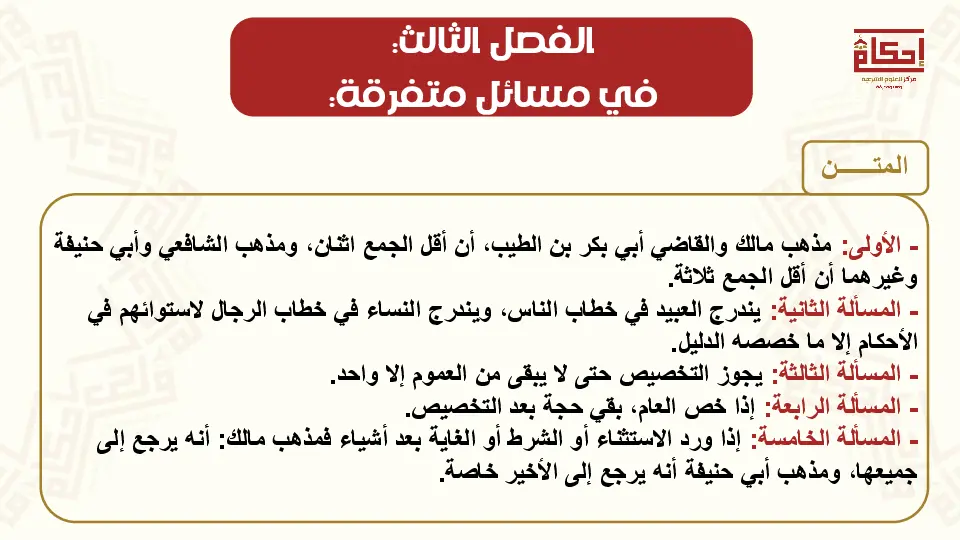 الفصل الثالث:
في مسائل متفرقة:
إحكام
مركز للعلوم الشرعية
المتـــــن
- الأولى: مذهب مالك والقاضي أبي بكر بن الطيب، أن أقل الجمع اثنان، ومذهب الشافعي وأبي حنيفة
وغيرهما أن أقل الجمع ثلاثة.
- المسألة الثانية: يندرج العبيد في خطاب الناس، ويندرج النساء في خطاب الرجال لاستوائهم في
الأحكام إلا ما خصصه الدليل.
- المسألة الثالثة: يجوز التخصيص حتى لا يبقى من العموم إلا واحد.
- المسألة الرابعة: إذا خص العام، بقي حجة بعد التخصيص.
- المسألة الخامسة: إذا ورد الاستثناء أو الشرط أو الغاية بعد أشياء فمذهب مالك: أنه يرجع إلى
جميعها، ومذهب أبي حنيفة أنه يرجع إلى الأخير خاصة.